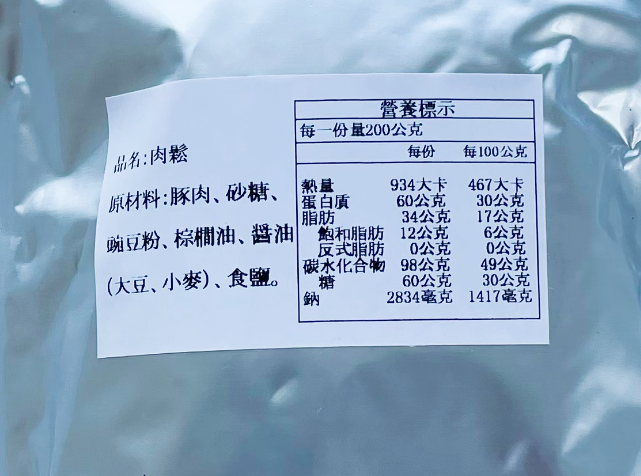 品名:肉鬆
原材料:豚肉、砂糖、
豌豆粉、棕櫚油、醬油
(大豆、小麥)、食鹽。
營養標示
每一份量200公克
每份 每100公克
熱量 934大卡 467大卡
蛋白質 60公克 30公克
脂肪 34公克 17公克
飽和脂肪 12公克 6公克
反式脂肪 0公克 0公克
碳水化合物 98公克 49公克
糖 60公克 30公克
鈉 2834毫克 1417毫克